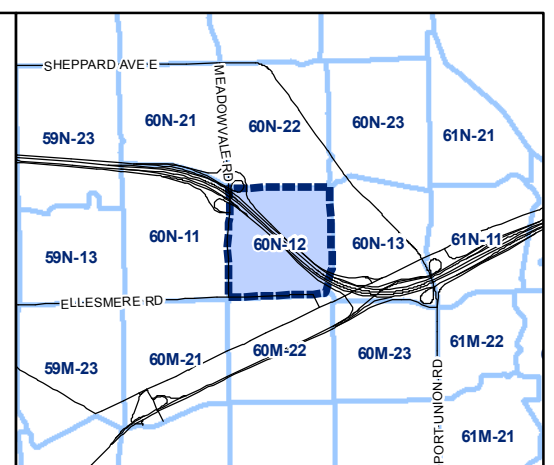 SHEPPARD AVE E
MEADOWVALE RD
60N-21
60N-22
60N-23
61N-21
59N-23
60N-11
60N-12
60N-13
61N-11
59N-13
ELLESMERE RD
59M-23
60M-21
60M-22
60M-23
61M-22
PORT UNION RD
61M-21